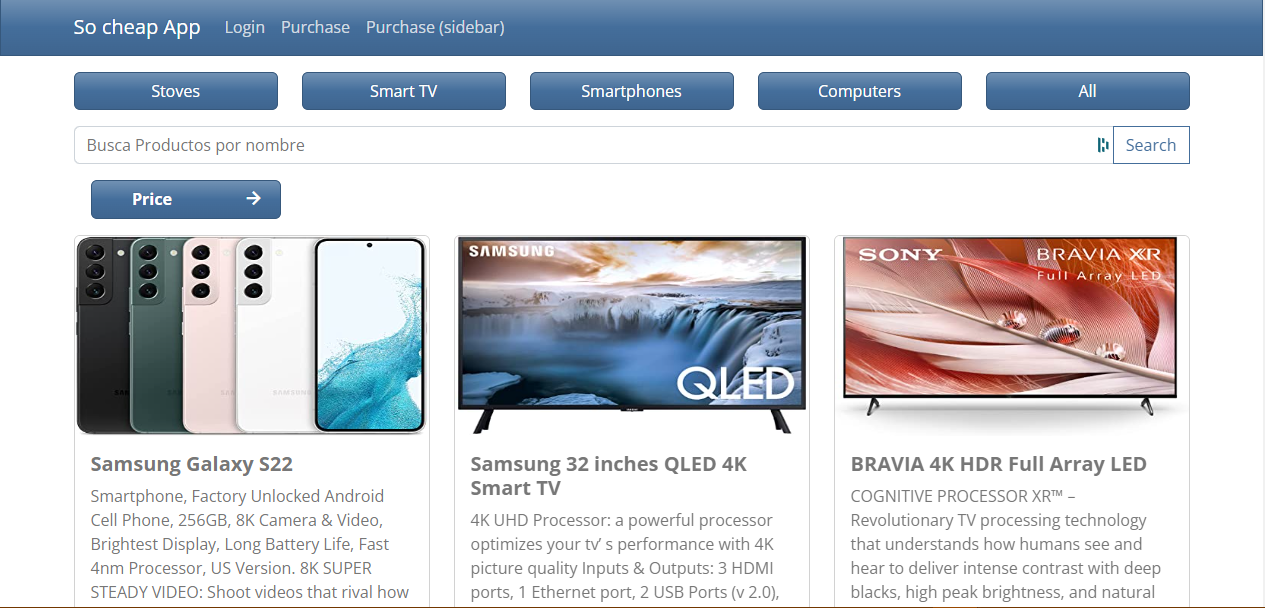 So cheap App Login Purchase Purchase (sidebar)
Stoves Smart TV Smartphones Computers All
Busca Productos por nombre Search
Price
SAMSUNG
QLED
SONY BRAVIA XR
Full Array LED
Samsung Galaxy S22
Smartphone, Factory Unlocked Android
Cell Phone, 256GB, 8K Camera & Video,
Brightest Display, Long Battery Life, Fast
4nm Processor, US Version. 8K SUPER
STEADY VIDEO: Shoot videos that rival how
Samsung 32 inches QLED 4K
Smart TV
4K UHD Processor: a powerful processor
optimizes your tv’ s performance with 4K
picture quality Inputs & Outputs: 3 HDMI
ports, 1 Ethernet port, 2 USB Ports (v 2.0),
BRAVIA 4K HDR Full Array LED
COGNITIVE PROCESSOR XR™ –
Revolutionary TV processing technology
that understands how humans see and
hear to deliver intense contrast with deep
blacks, high peak brightness, and natural